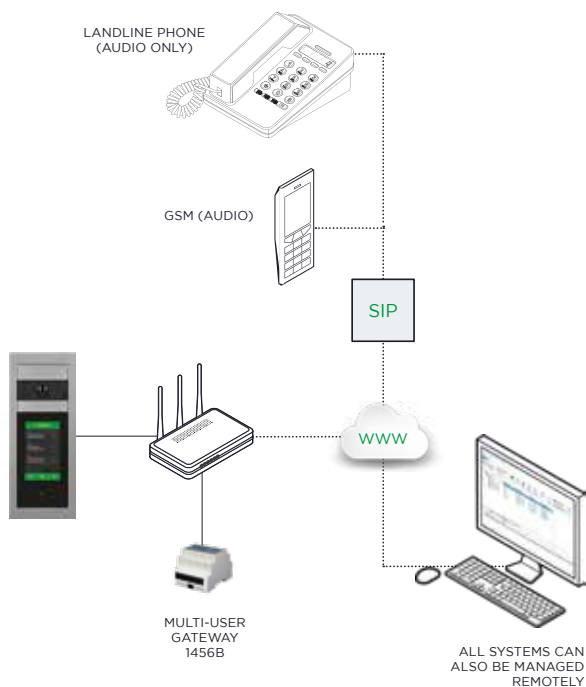 LANDLINE PHONE
(AUDIO ONLY)
GSM (AUDIO)
SIP
WWW
MULTI-USER
GATEWAY
1456B
ALL SYSTEMS CAN
ALSO BE MANAGED
REMOTELY